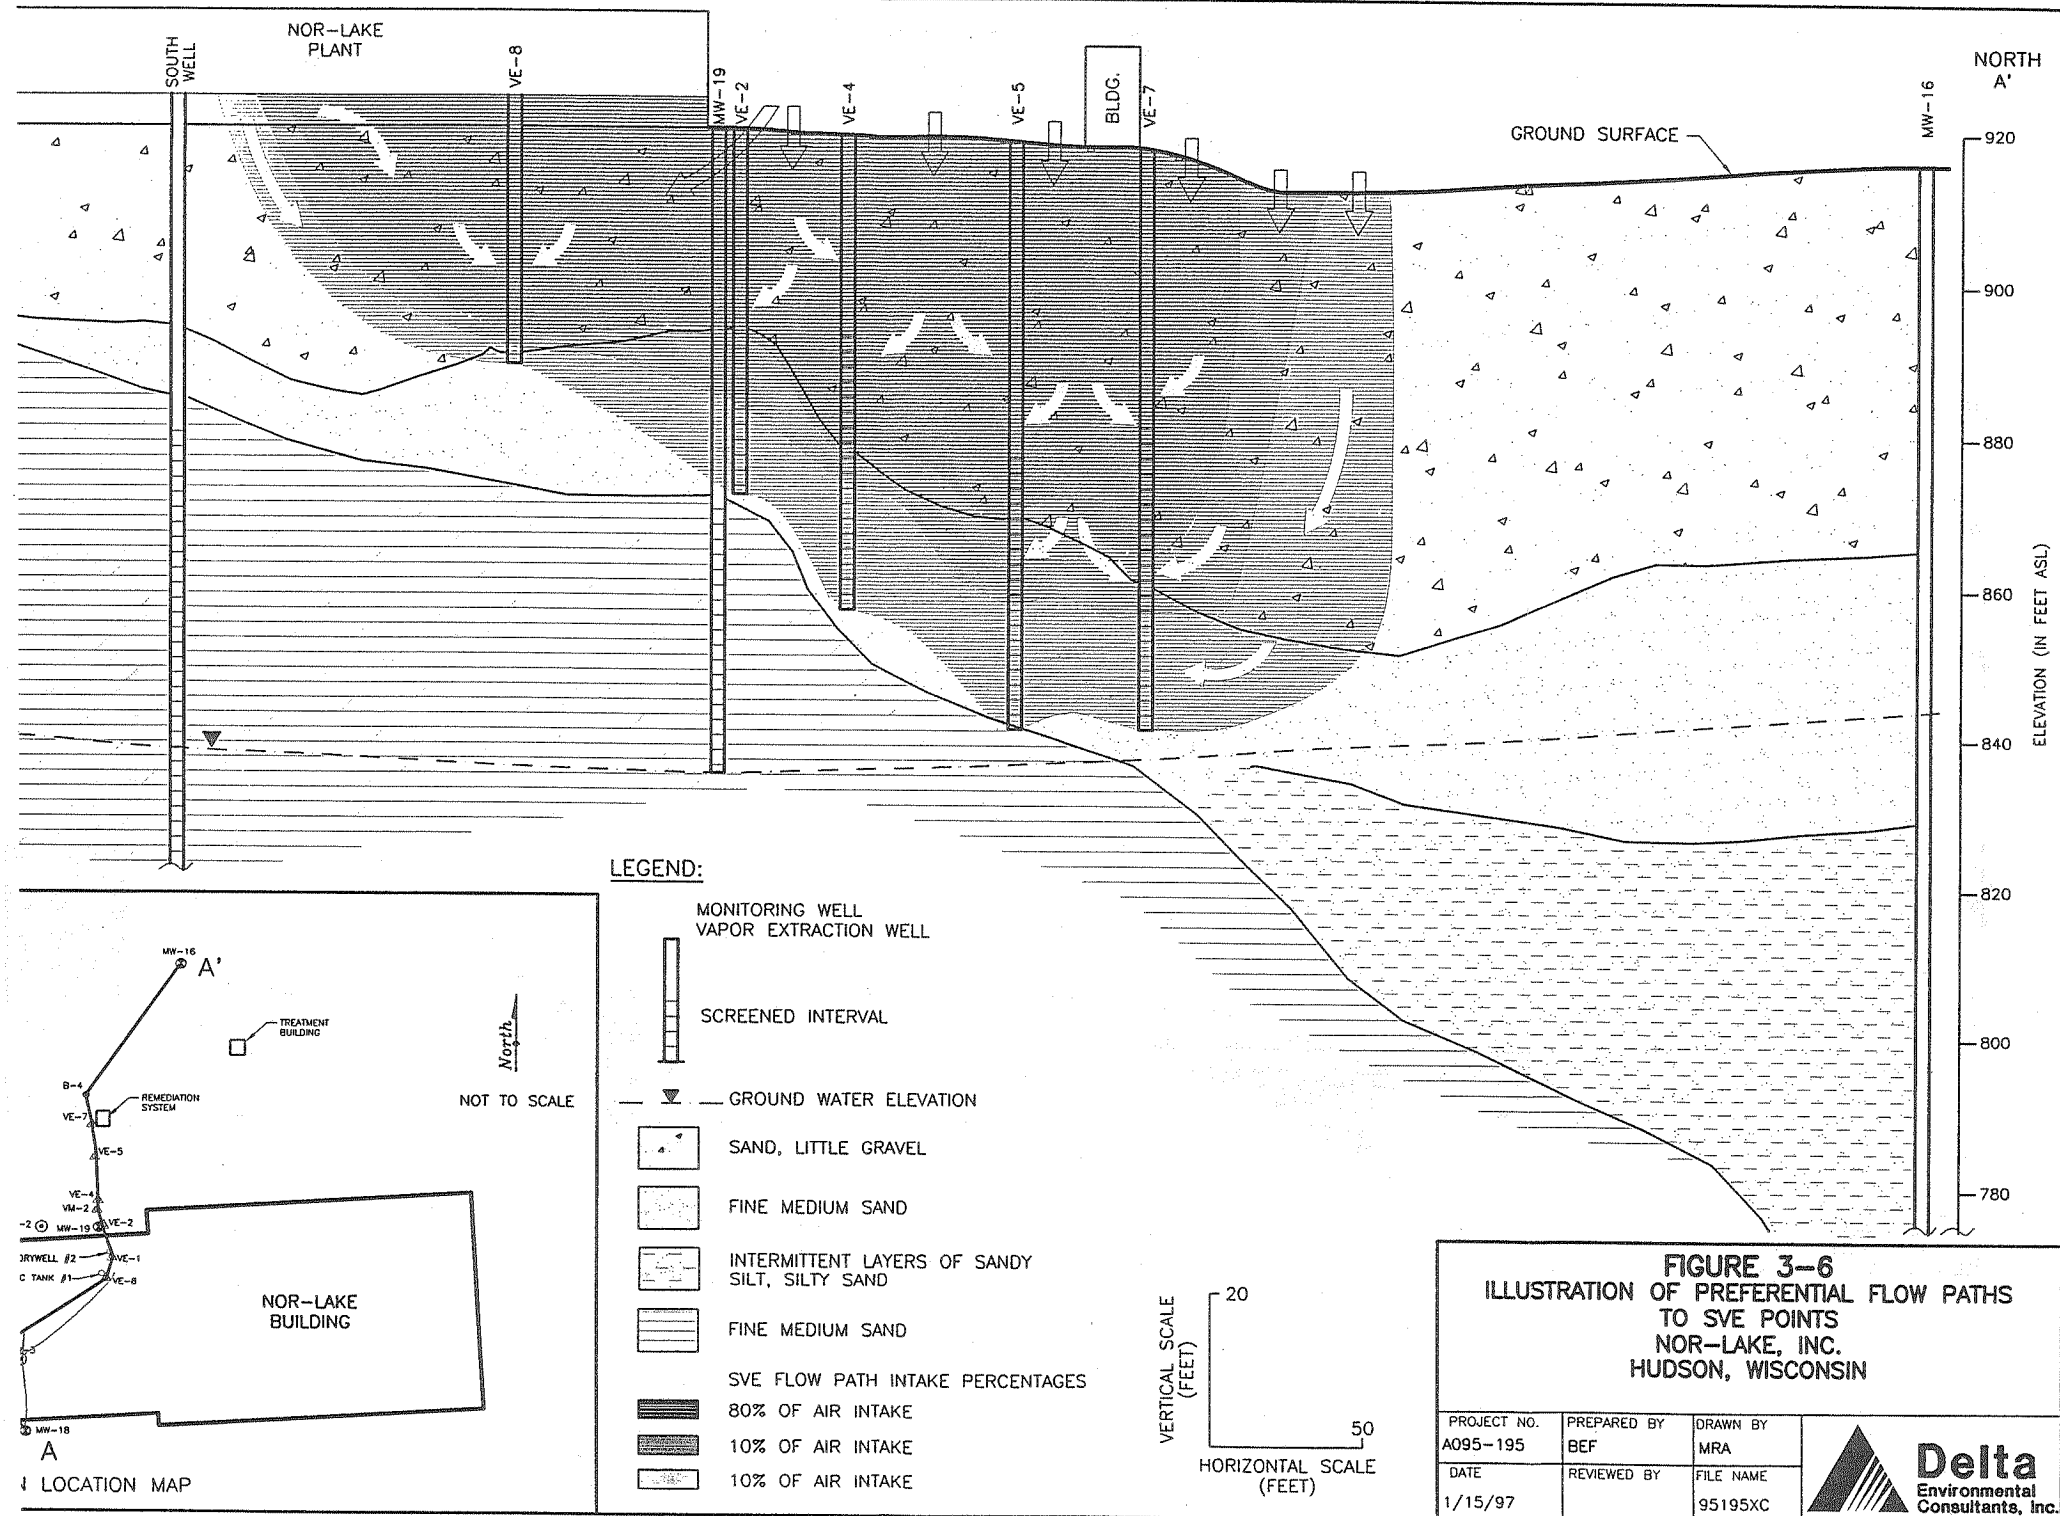 NOR-LAKE
PLANT
SOUTH
WELL
VE-8
MW-19
VE-2
VE-4
VE-5
BLDG.
VE-7
GROUND SURFACE
MW-16
NORTH
A'
920
900
880
860
840
820
800
780
ELEVATION (IN FEET ASL)
LEGEND:
MONITORING WELL
VAPOR EXTRACTION WELL
SCREENED INTERVAL
GROUND WATER ELEVATION
SAND, LITTLE GRAVEL
FINE MEDIUM SAND
INTERMITTENT LAYERS OF SANDY
SILT, SILTY SAND
FINE MEDIUM SAND
SVE FLOW PATH INTAKE PERCENTAGES
80% OF AIR INTAKE
10% OF AIR INTAKE
10% OF AIR INTAKE
MW-16
A'
TREATMENT
BUILDING
North
NOT TO SCALE
B-4
REMEDIATION
SYSTEM
VE-7
VE-5
VE-4
VM-2
VE-2
-2
MW-19
RYWELL #2
VE-1
C TANK #1
VE-8
NOR-LAKE
BUILDING
MW-18
A
LOCATION MAP
VERTICAL SCALE
(FEET)
20
50
HORIZONTAL SCALE
(FEET)
FIGURE 3-6
ILLUSTRATION OF PREFERENTIAL FLOW PATHS
TO SVE POINTS
NOR-LAKE, INC.
HUDSON, WISCONSIN
PROJECT NO.
A095-195
PREPARED BY
BEF
DRAWN BY
MRA
DATE
1/15/97
REVIEWED BY
FILE NAME
95195XC
Delta
Environmental
Consultants, Inc.